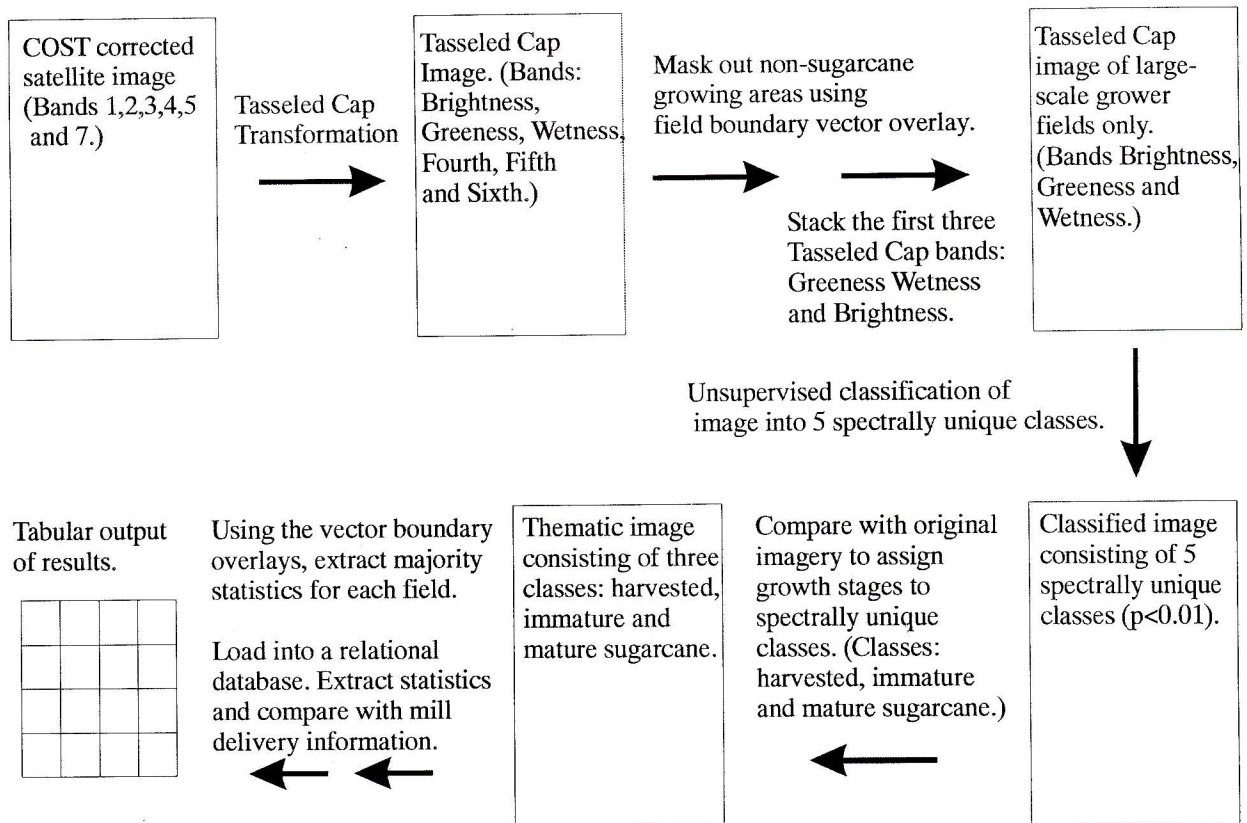 COST corrected
satellite image
(Bands 1,2,3,4,5
and 7.)
Tasseled Cap
Transformation
Tasseled Cap
Image. (Bands:
Brightness,
Greeness, Wetness,
Fourth, Fifth
and Sixth.)
Mask out non-sugarcane
growing areas using
field boundary vector overlay.
Stack the first three
Tasseled Cap bands:
Greeness Wetness
and Brightness.
Tasseled Cap
image of large-
scale grower
fields only.
(Bands Brightness,
Greeness and
Wetness.)
Unsupervised classification of
image into 5 spectrally unique classes.
Classified image
consisting of 5
spectrally unique
classes (p<0.01).
Compare with original
imagery to assign
growth stages to
spectrally unique
classes. (Classes:
harvested, immature
and mature sugarcane.)
Thematic image
consisting of three
classes: harvested,
immature and
mature sugarcane.
Using the vector boundary
overlays, extract majority
statistics for each field.
Load into a relational
database. Extract statistics
and compare with mill
delivery information.
Tabular output
of results.